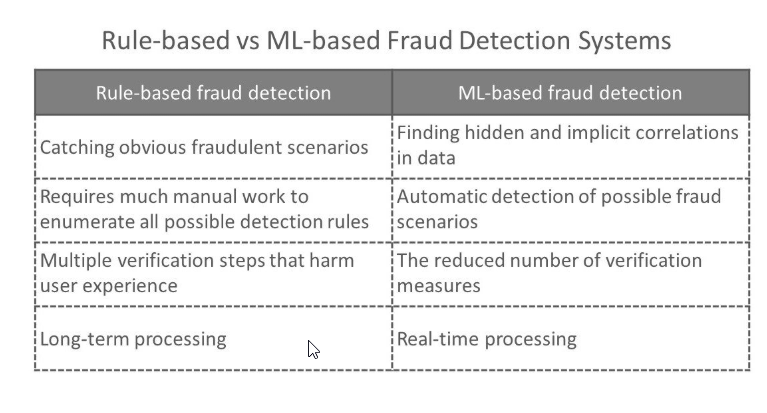 Rule-based vs ML-based Fraud Detection Systems
Rule-based fraud detection
ML-based fraud detection
Catching obvious fraudulent scenarios
Finding hidden and implicit correlations
in data
Requires much manual work to
enumerate all possible detection rules
Automatic detection of possible fraud
scenarios
Multiple verification steps that harm
user experience
The reduced number of verification
measures
Long-term processing
Real-time processing